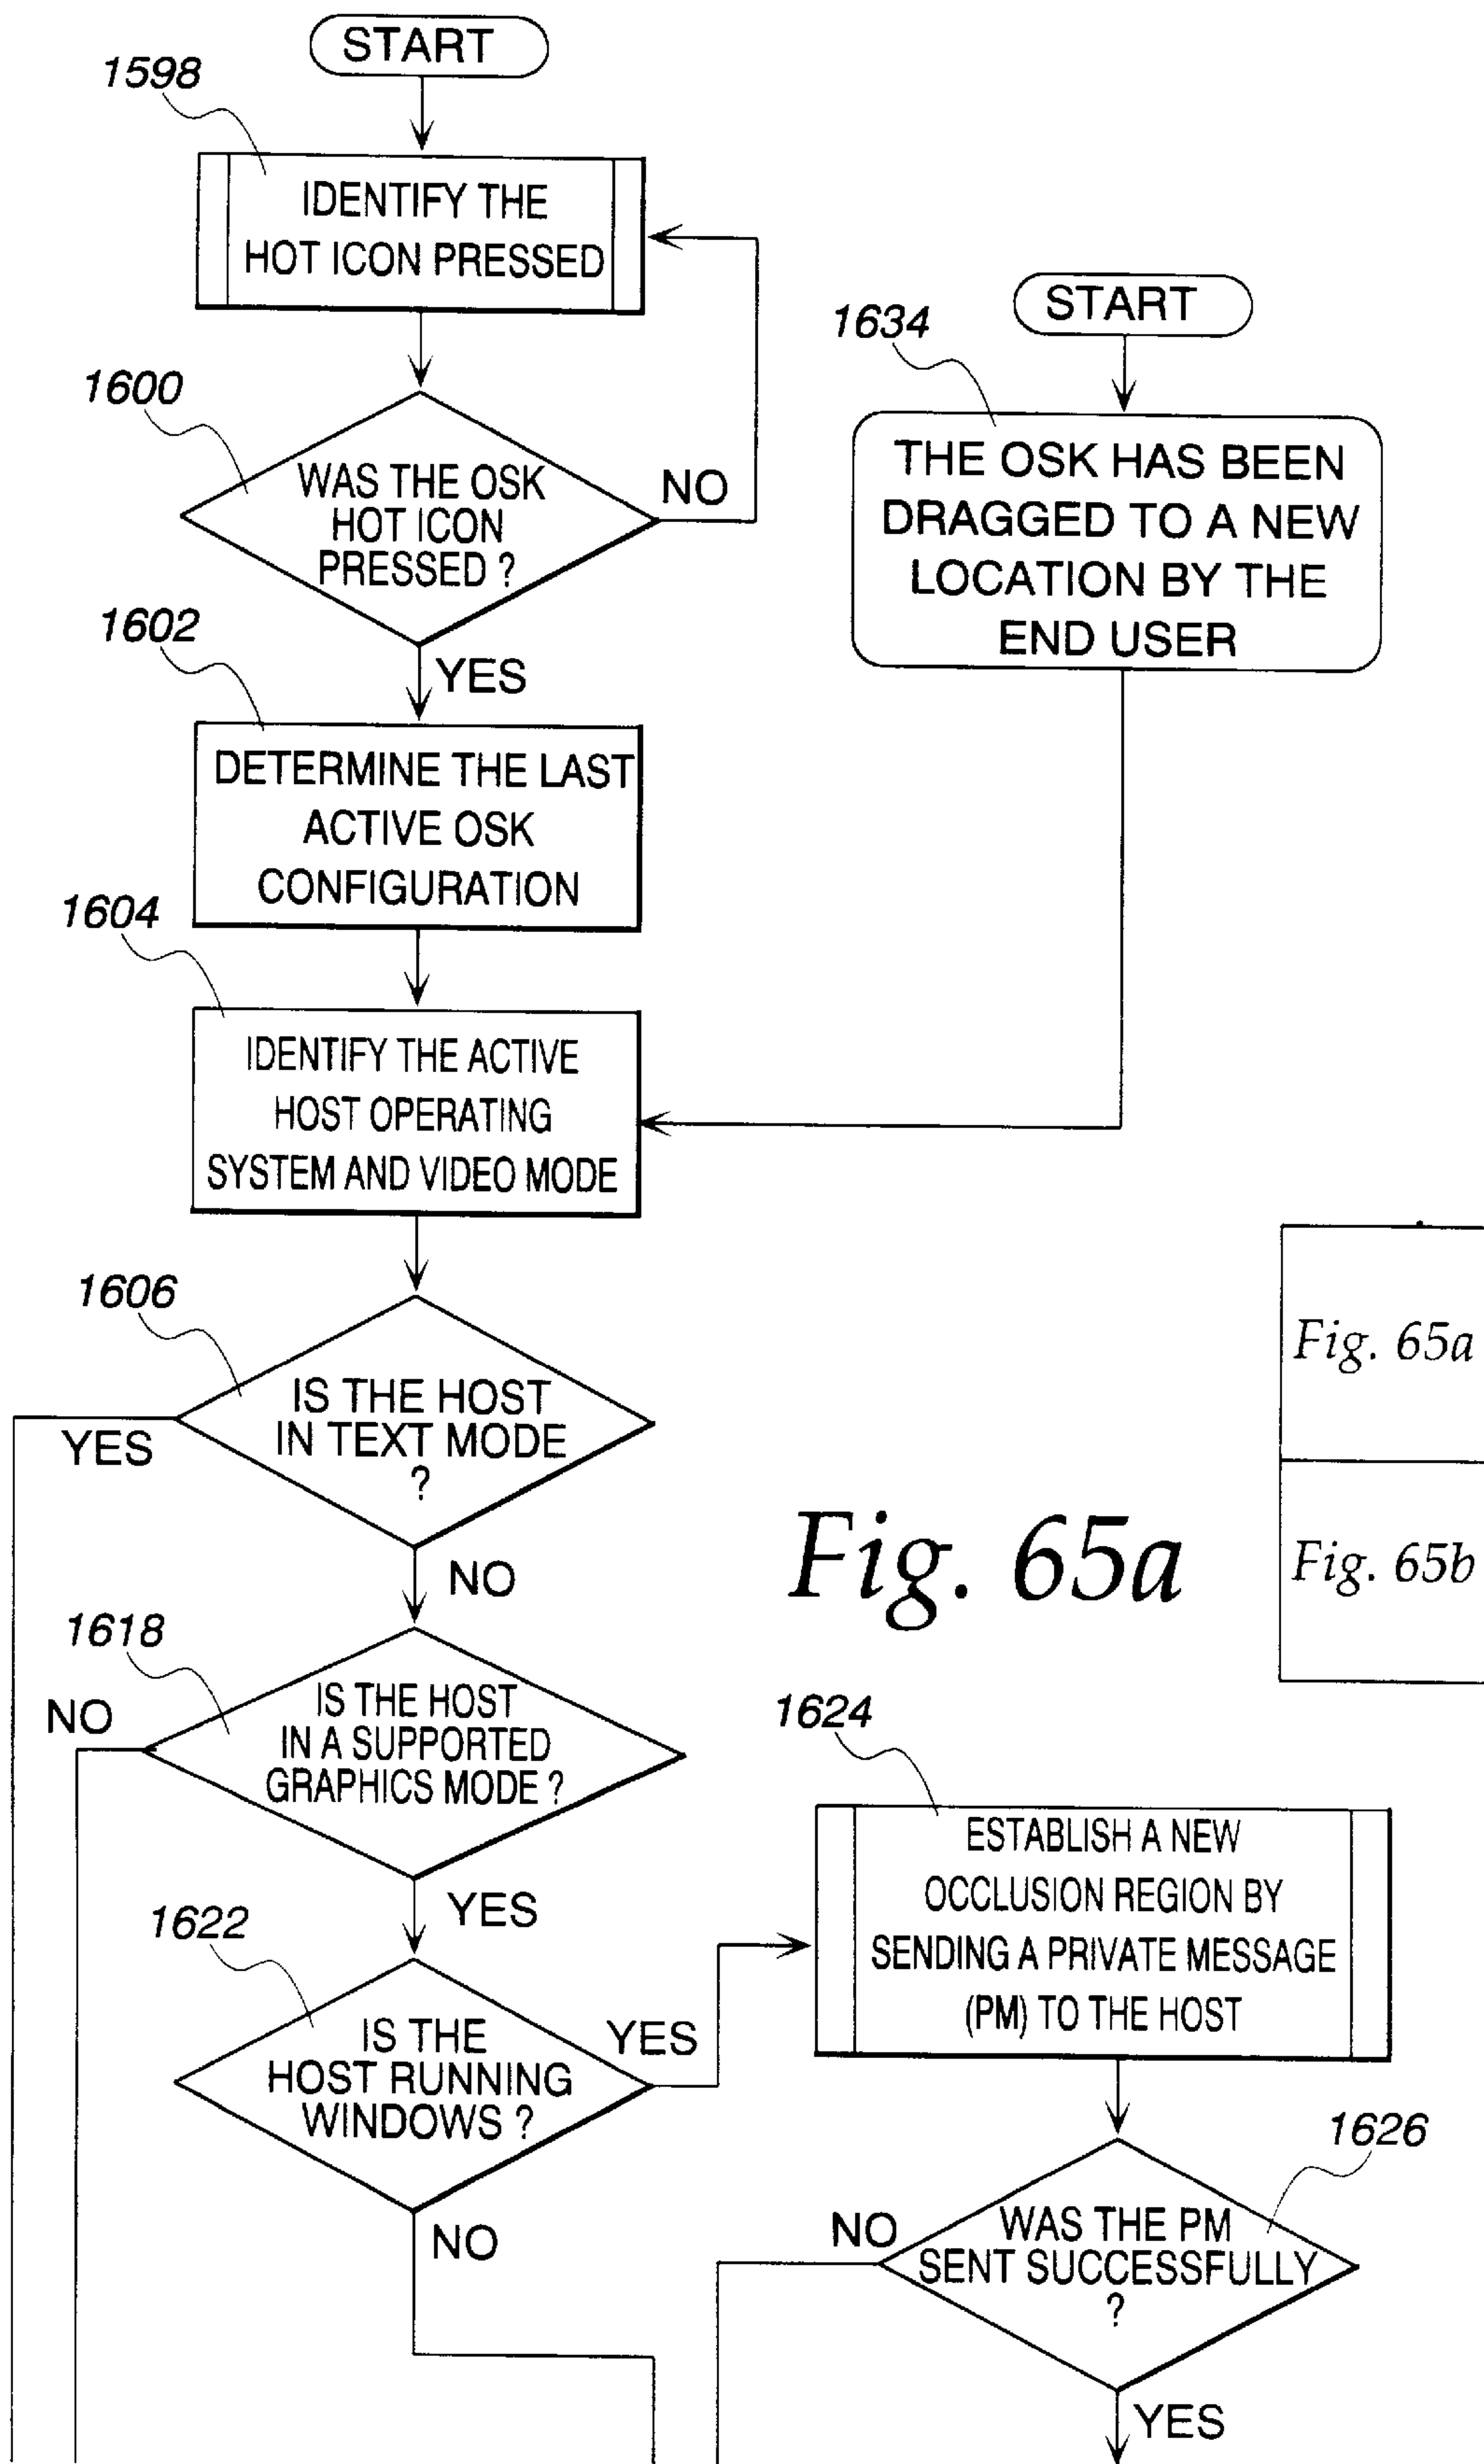 START
1598
IDENTIFY THE
HOT ICON PRESSED
START
1634
1600
WAS THE OSK
HOT ICON
PRESSED ?
NO
THE OSK HAS BEEN
DRAGGED TO A NEW
LOCATION BY THE
END USER
1602
YES
DETERMINE THE LAST
ACTIVE OSK
CONFIGURATION
1604
IDENTIFY THE ACTIVE
HOST OPERATING
SYSTEM AND VIDEO MODE
1606
IS THE HOST
IN TEXT MODE
?
YES
NO
Fig. 65a
Fig. 65a
Fig. 65b
1618
IS THE HOST
IN A SUPPORTED
GRAPHICS MODE ?
NO
YES
1624
ESTABLISH A NEW
OCCLUSION REGION BY
SENDING A PRIVATE MESSAGE
(PM) TO THE HOST
1622
IS THE
HOST RUNNING
WINDOWS ?
YES
NO
1626
WAS THE PM
SENT SUCCESSFULLY
?
NO
YES